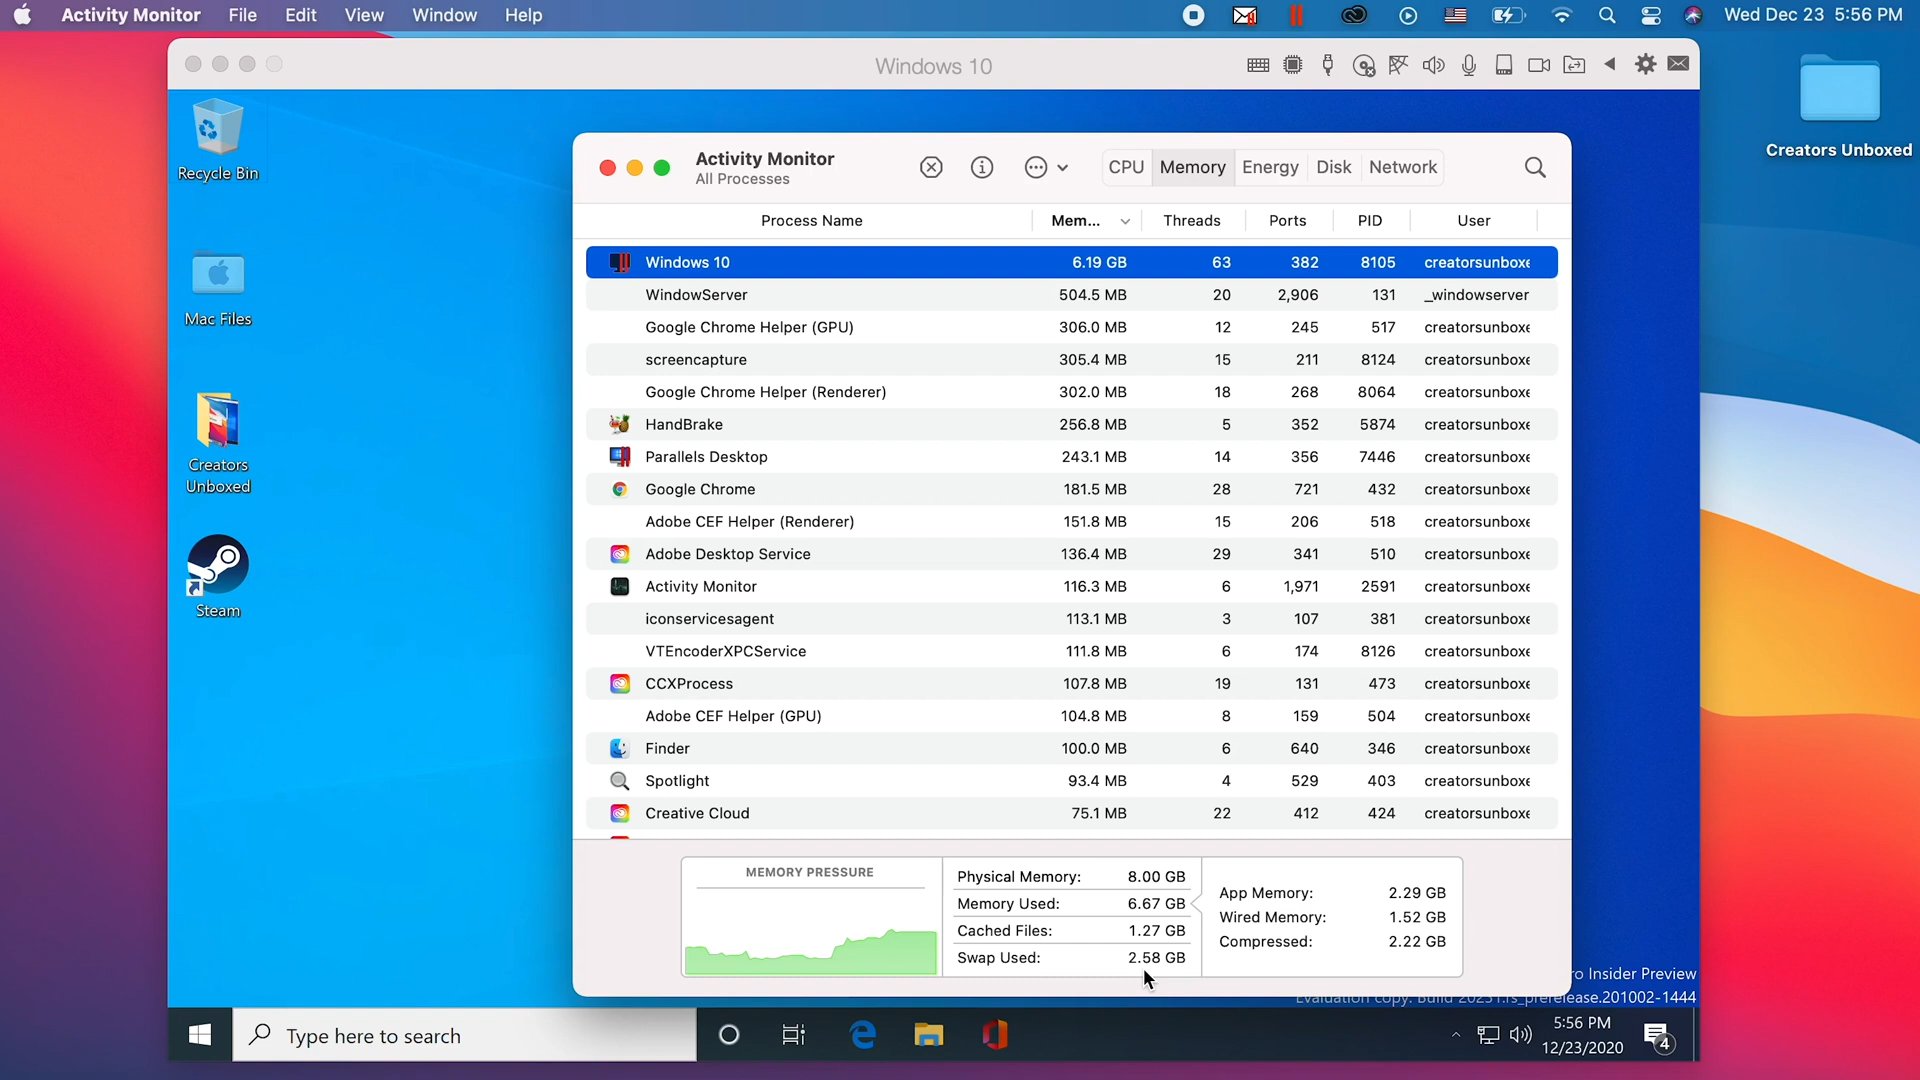 Activity Monitor File Edit View Window Help Wed Dec 23 5:56 PM
Windows 10
Creators Unboxed
Recycle Bin
Mac Files
Creators
Unboxed
Steam
Activity Monitor
All Processes
CPU Memory Energy Disk Network
Process Name Mem... Threads Ports PID User
Windows 10 6.19 GB 63 382 8105 creatorsunboxe
WindowServer 504.5 MB 20 2,906 131 _windowserver
Google Chrome Helper (GPU) 306.0 MB 12 245 517 creatorsunboxe
screencapture 305.4 MB 15 211 8124 creatorsunboxe
Google Chrome Helper (Renderer) 302.0 MB 18 268 8064 creatorsunboxe
HandBrake 256.8 MB 5 352 5874 creatorsunboxe
Parallels Desktop 243.1 MB 14 356 7446 creatorsunboxe
Google Chrome 181.5 MB 28 721 432 creatorsunboxe
Adobe CEF Helper (Renderer) 151.8 MB 15 206 518 creatorsunboxe
Adobe Desktop Service 136.4 MB 29 341 510 creatorsunboxe
Activity Monitor 116.3 MB 6 1,971 2591 creatorsunboxe
iconservicesagent 113.1 MB 3 107 381 creatorsunboxe
VTEncoderXPCService 111.8 MB 6 174 8126 creatorsunboxe
CCXProcess 107.8 MB 19 131 473 creatorsunboxe
Adobe CEF Helper (GPU) 104.8 MB 8 159 504 creatorsunboxe
Finder 100.0 MB 6 640 346 creatorsunboxe
Spotlight 93.4 MB 4 529 403 creatorsunboxe
Creative Cloud 75.1 MB 22 412 424 creatorsunboxe
MEMORY PRESSURE
Physical Memory: 8.00 GB
Memory Used: 6.67 GB
Cached Files: 1.27 GB
Swap Used: 2.58 GB
App Memory: 2.29 GB
Wired Memory: 1.52 GB
Compressed: 2.22 GB
ro Insider Preview
Type here to search
5:56 PM
12/23/2020
4